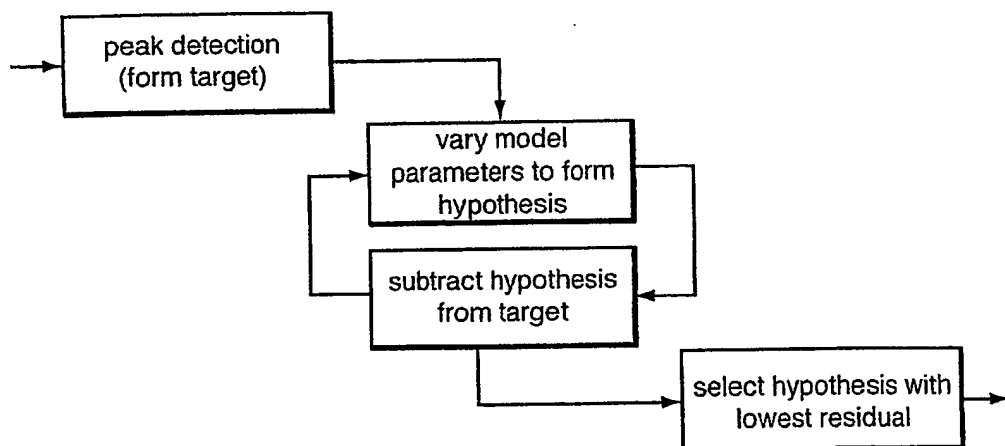 peak detection
(form target)
vary model
parameters to form
hypothesis
subtract hypothesis
from target
select hypothesis with
lowest residual